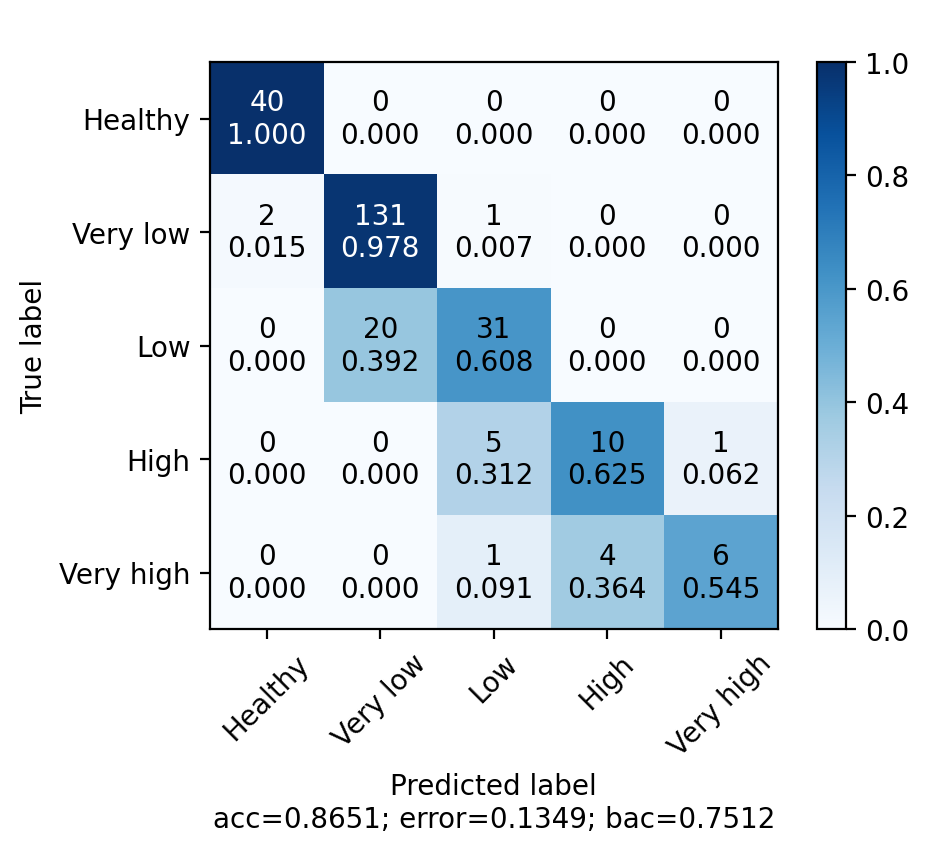 1.0
Healthy 40 0 0 0 0
1.000 0.000 0.000 0.000 0.000
0.8
Very low 2 131 1 0 0
0.015 0.978 0.007 0.000 0.000
0.6
Low 0 20 31 0 0
0.000 0.392 0.608 0.000 0.000
0.4
High 0 0 5 10 1
0.000 0.000 0.312 0.625 0.062
0.2
Very high 0 0 1 4 6
0.000 0.000 0.091 0.364 0.545
0.0
True label
Healthy Very low Low High Very high
Predicted label
acc=0.8651; error=0.1349; bac=0.7512